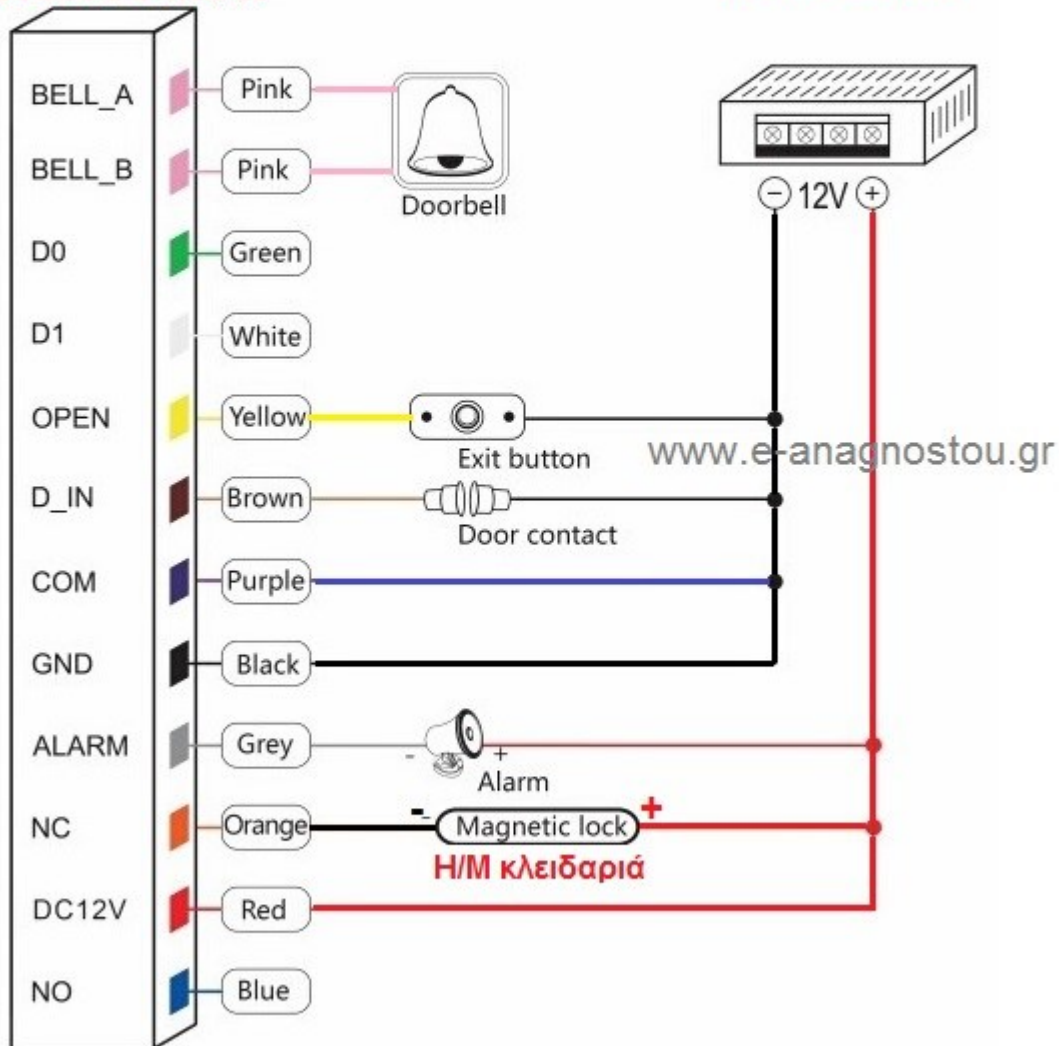 BELL_A Pink
BELL_B Pink
Doorbell
12V
D0 Green
D1 White
OPEN Yellow
Exit button
www.e-anagnostou.gr
D_IN Brown
Door contact
COM Purple
GND Black
ALARM Grey - +
Alarm
NC Orange - Magnetic lock +
Η/Μ κλειδαριά
DC12V Red
NO Blue